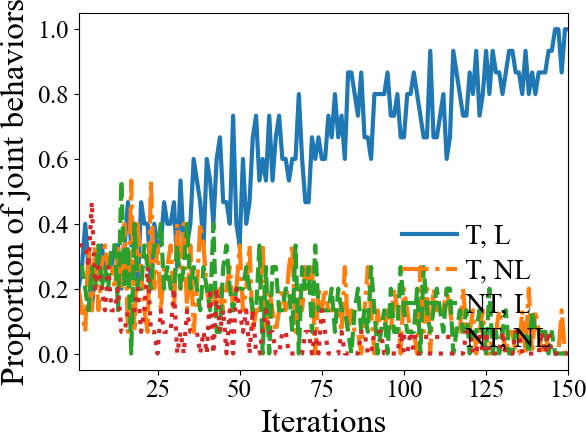 Proportion of joint behaviors
1.0
0.8
0.6
0.4
0.2
0.0
T, L
T, NL
NT, L
NT, NL
25
50
75
100
125
150
Iterations